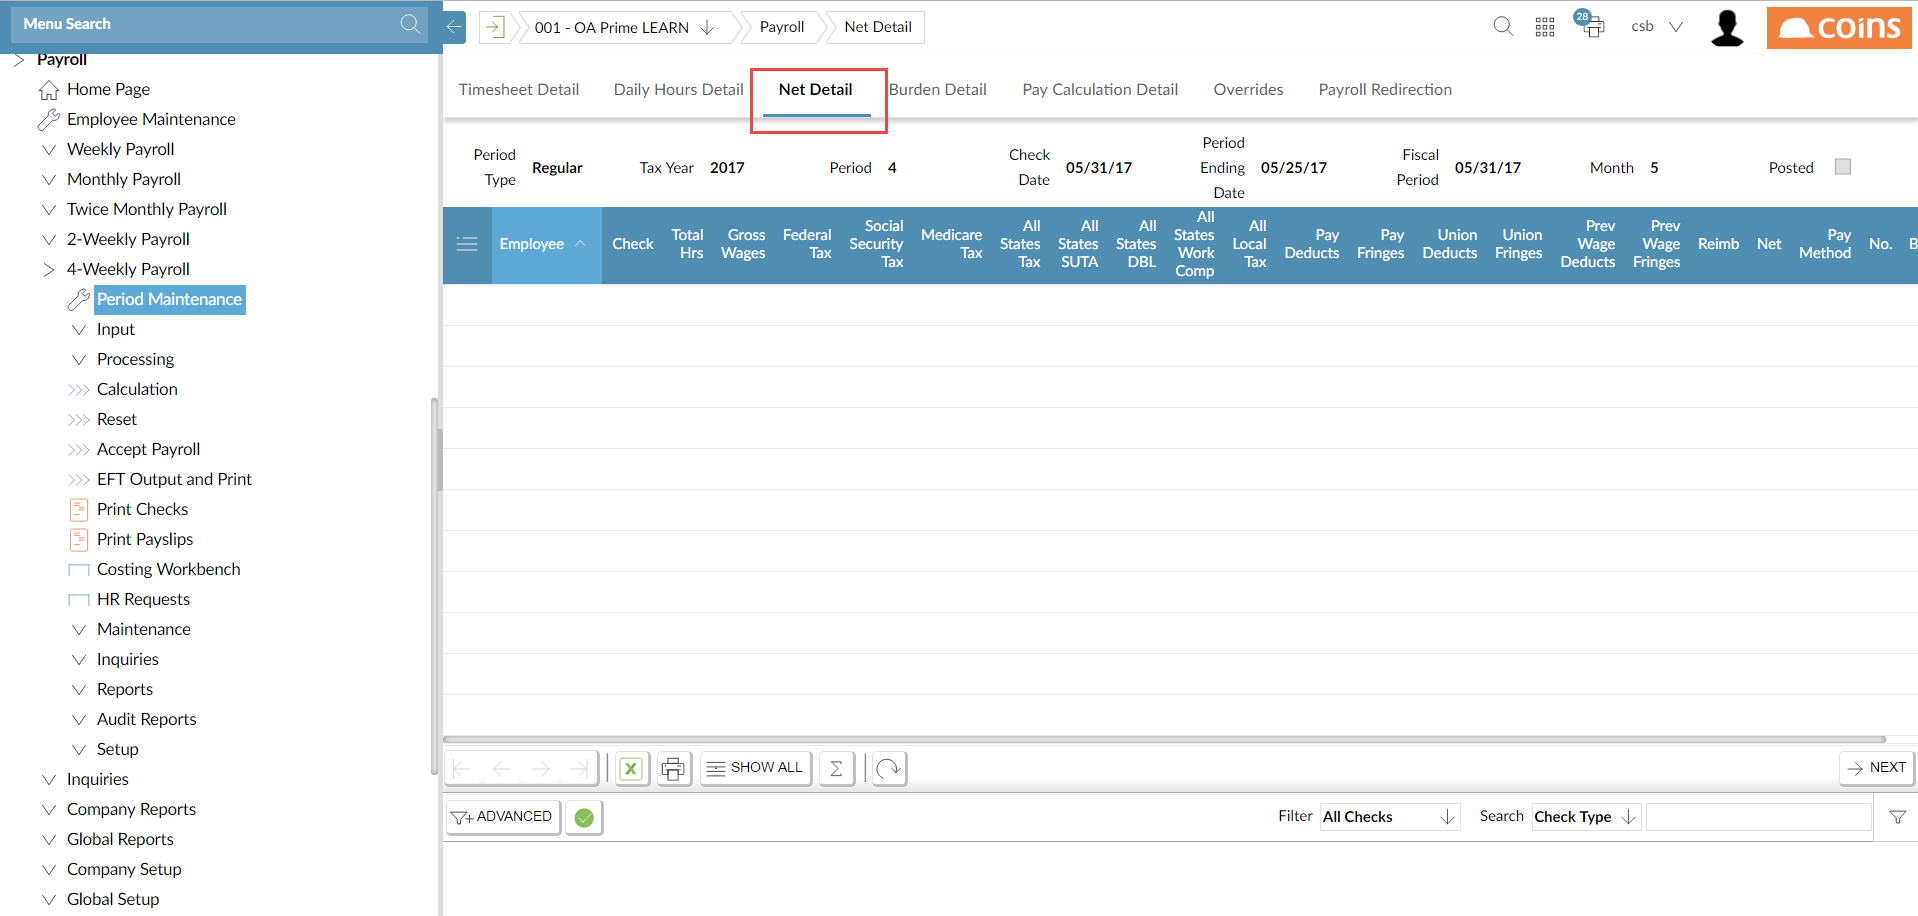 Menu Search
001 - OA Prime LEARN
Payroll
Net Detail
28
csb
coins
Payroll
Home Page
Employee Maintenance
Weekly Payroll
Monthly Payroll
Twice Monthly Payroll
2-Weekly Payroll
4-Weekly Payroll
Period Maintenance
Input
Processing
Calculation
Reset
Accept Payroll
EFT Output and Print
Print Checks
Print Payslips
Costing Workbench
HR Requests
Maintenance
Inquiries
Reports
Audit Reports
Setup
Inquiries
Company Reports
Global Reports
Company Setup
Global Setup
Timesheet Detail Daily Hours Detail Net Detail Burden Detail Pay Calculation Detail Overrides Payroll Redirection
Period
Type
Regular
Tax Year 2017
Period 4
Check
Date
05/31/17
Period
Ending
Date
05/25/17
Fiscal
Period
05/31/17
Month 5
Posted
Employee
Check
Total
Hrs
Gross
Wages
Federal
Tax
Social
Security
Tax
Medicare
Tax
All
States
Tax
All
States
SUTA
All
States
DBL
All
States
Work
Comp
All
Local
Tax
Pay
Deducts
Pay
Fringes
Union
Deducts
Union
Fringes
Prev
Wage
Deducts
Prev
Wage
Fringes
Reimb
Net
Pay
Method
No.
B
SHOW ALL
Σ
NEXT
ADVANCED
Filter All Checks
Search Check Type